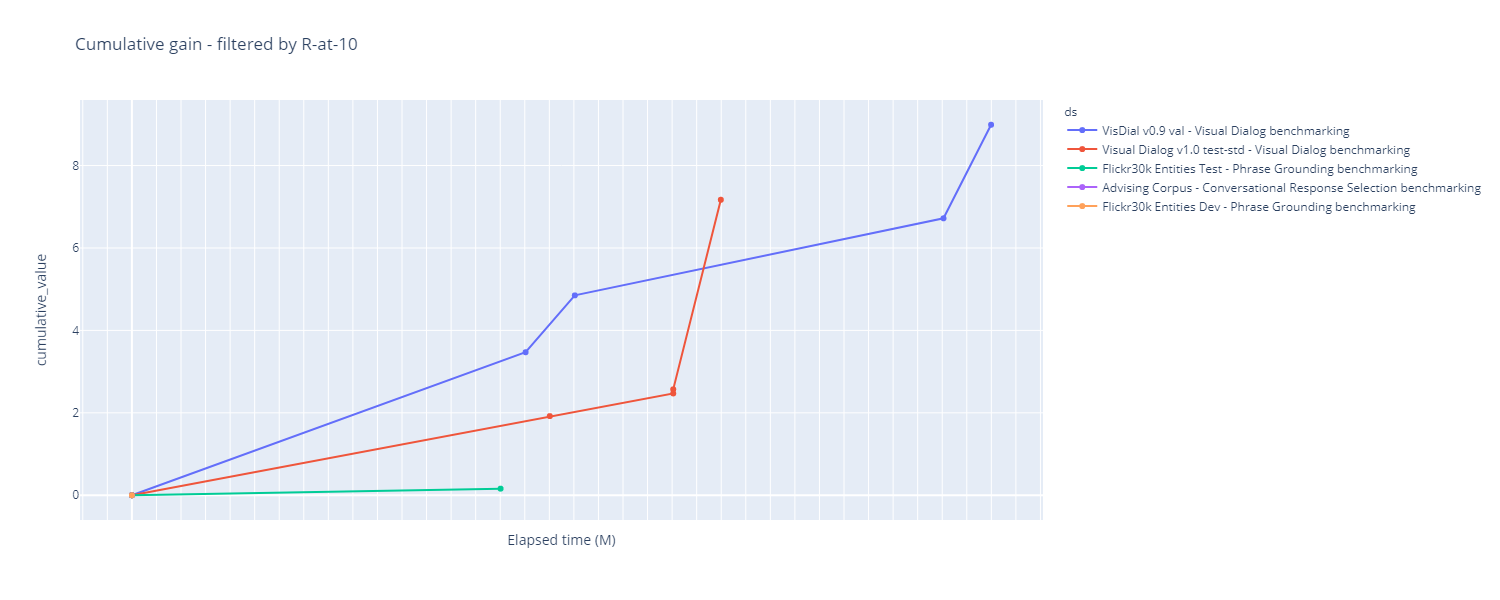 Cumulative gain - filtered by R-at-10
ds
VisDial v0.9 val - Visual Dialog benchmarking
Visual Dialog v1.0 test-std - Visual Dialog benchmarking
Flickr30k Entities Test - Phrase Grounding benchmarking
Advising Corpus - Conversational Response Selection benchmarking
Flickr30k Entities Dev - Phrase Grounding benchmarking
8
6
4
2
0
cumulative_value
Elapsed time (M)